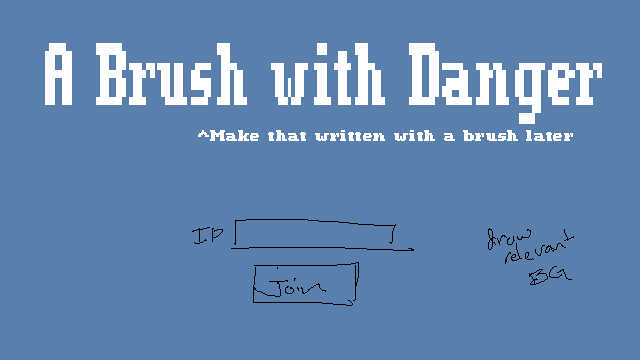 A Brush with Danger
^Make that written with a brush later
IP
Join
draw
relevant
BG